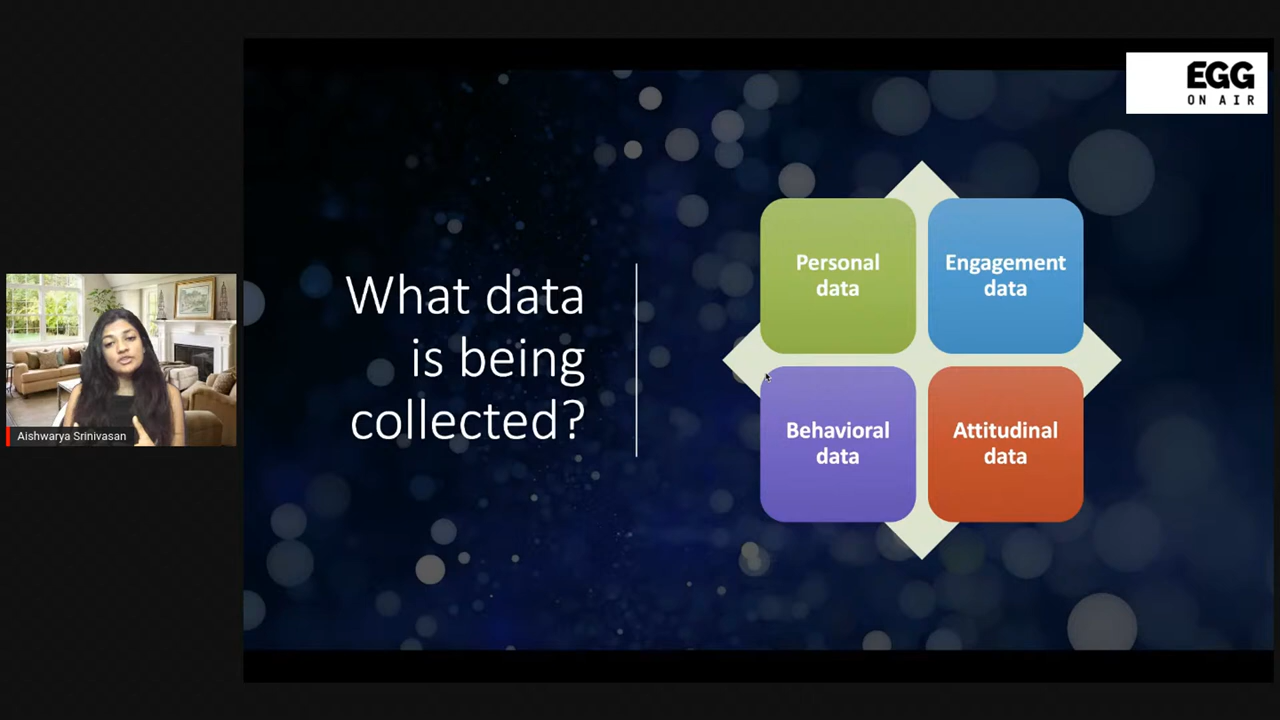 EGG
ON AIR
What data
is being
collected?
Personal
data
Engagement
data
Behavioral
data
Attitudinal
data
Aishwarya Srinivasan